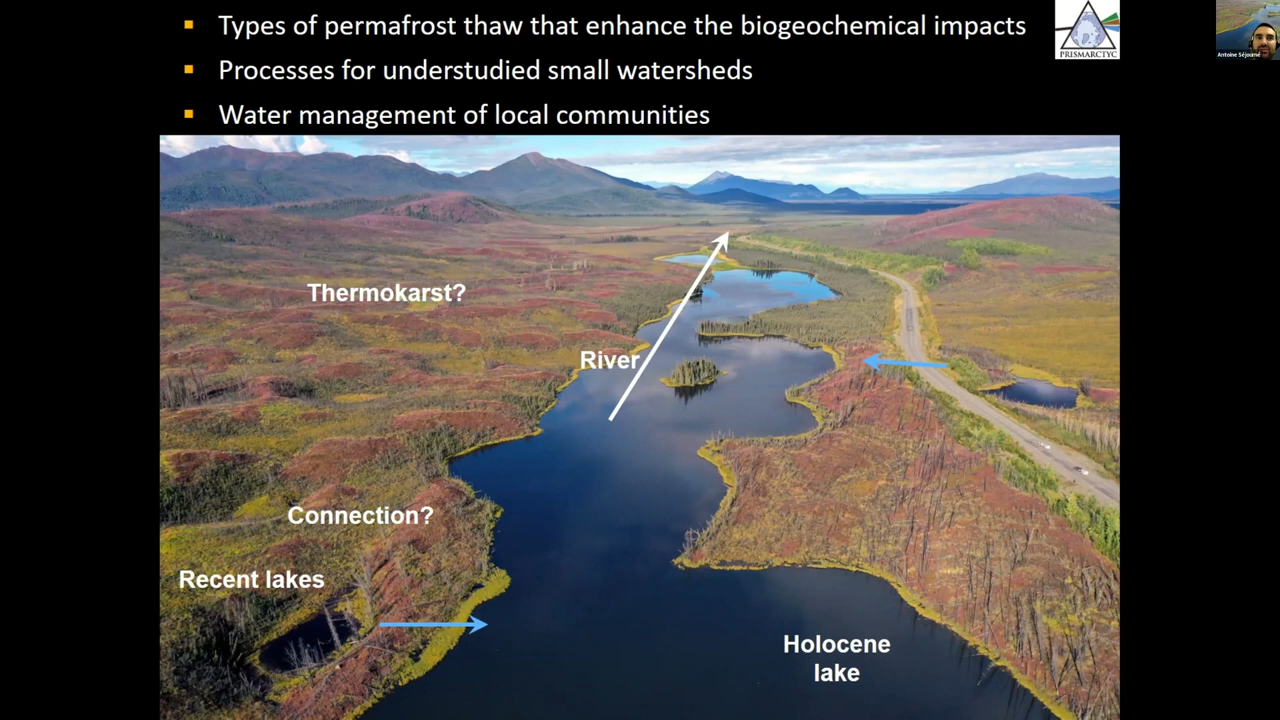 Types of permafrost thaw that enhance the biogeochemical impacts
Processes for understudied small watersheds
Water management of local communities
PRISMARCTYC
Antoine Séjourné
Thermokarst?
River
Connection?
Recent lakes
Holocene
lake